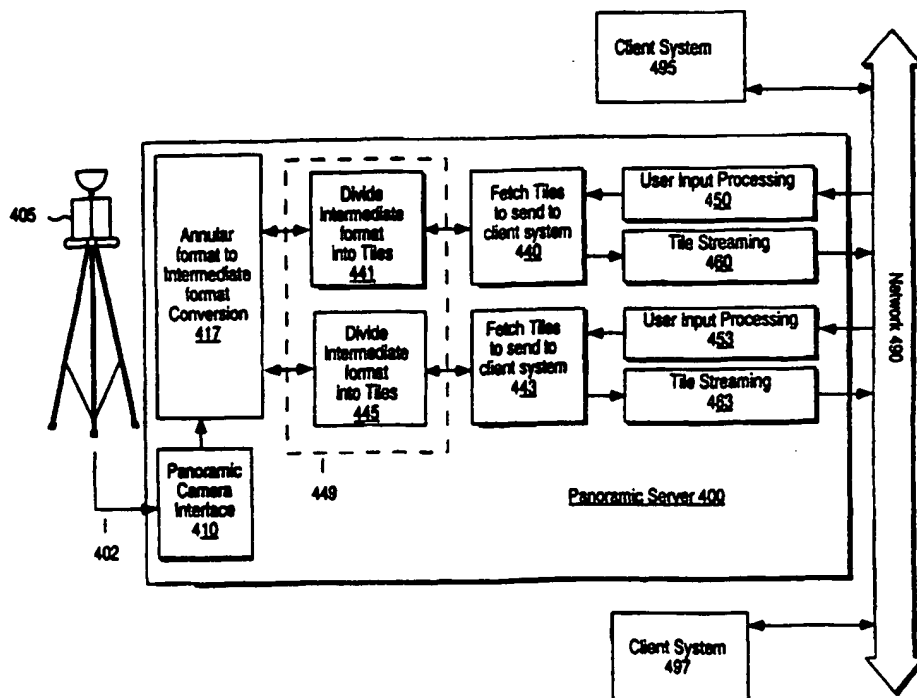 Client System
495
405
Annular
format to
Intermediate
format
Conversion
417
Divide
Intermediate
format
into Tiles
441
Fetch Tiles
to send to
client system
440
User Input Processing
450
Tile Streaming
460
Divide
Intermediate
format
into Tiles
445
Fetch Tiles
to send to
client system
443
User Input Processing
453
Tile Streaming
463
Network 490
Panoramic
Camera
Interface
410
449
Panoramic Server 400
402
Client System
497